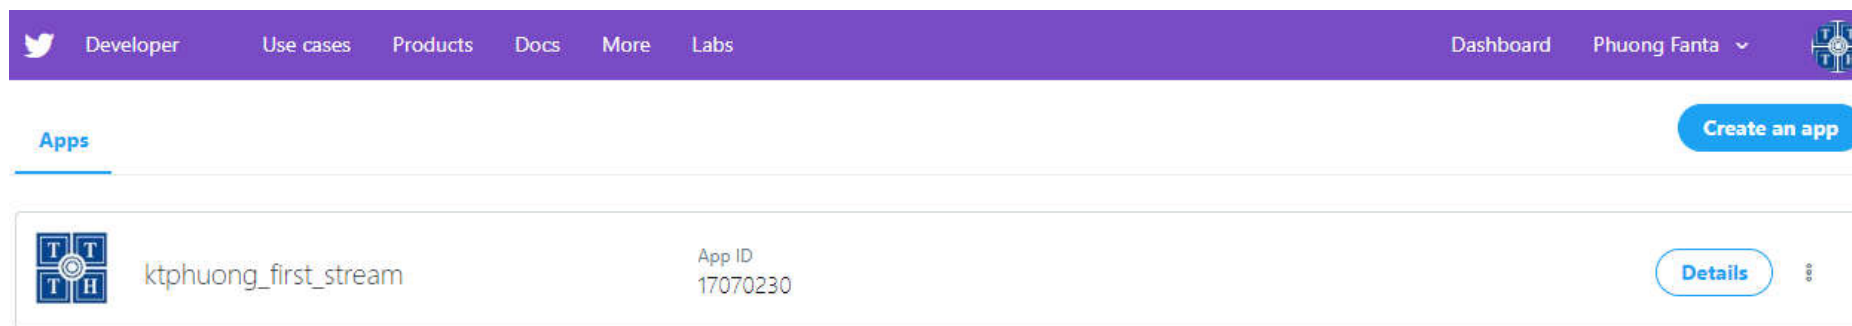 Developer Use cases Products Docs More Labs Dashboard Phuong Fanta
Create an app
Apps
T T
T H
ktphuong_first_stream
App ID
17070230
Details